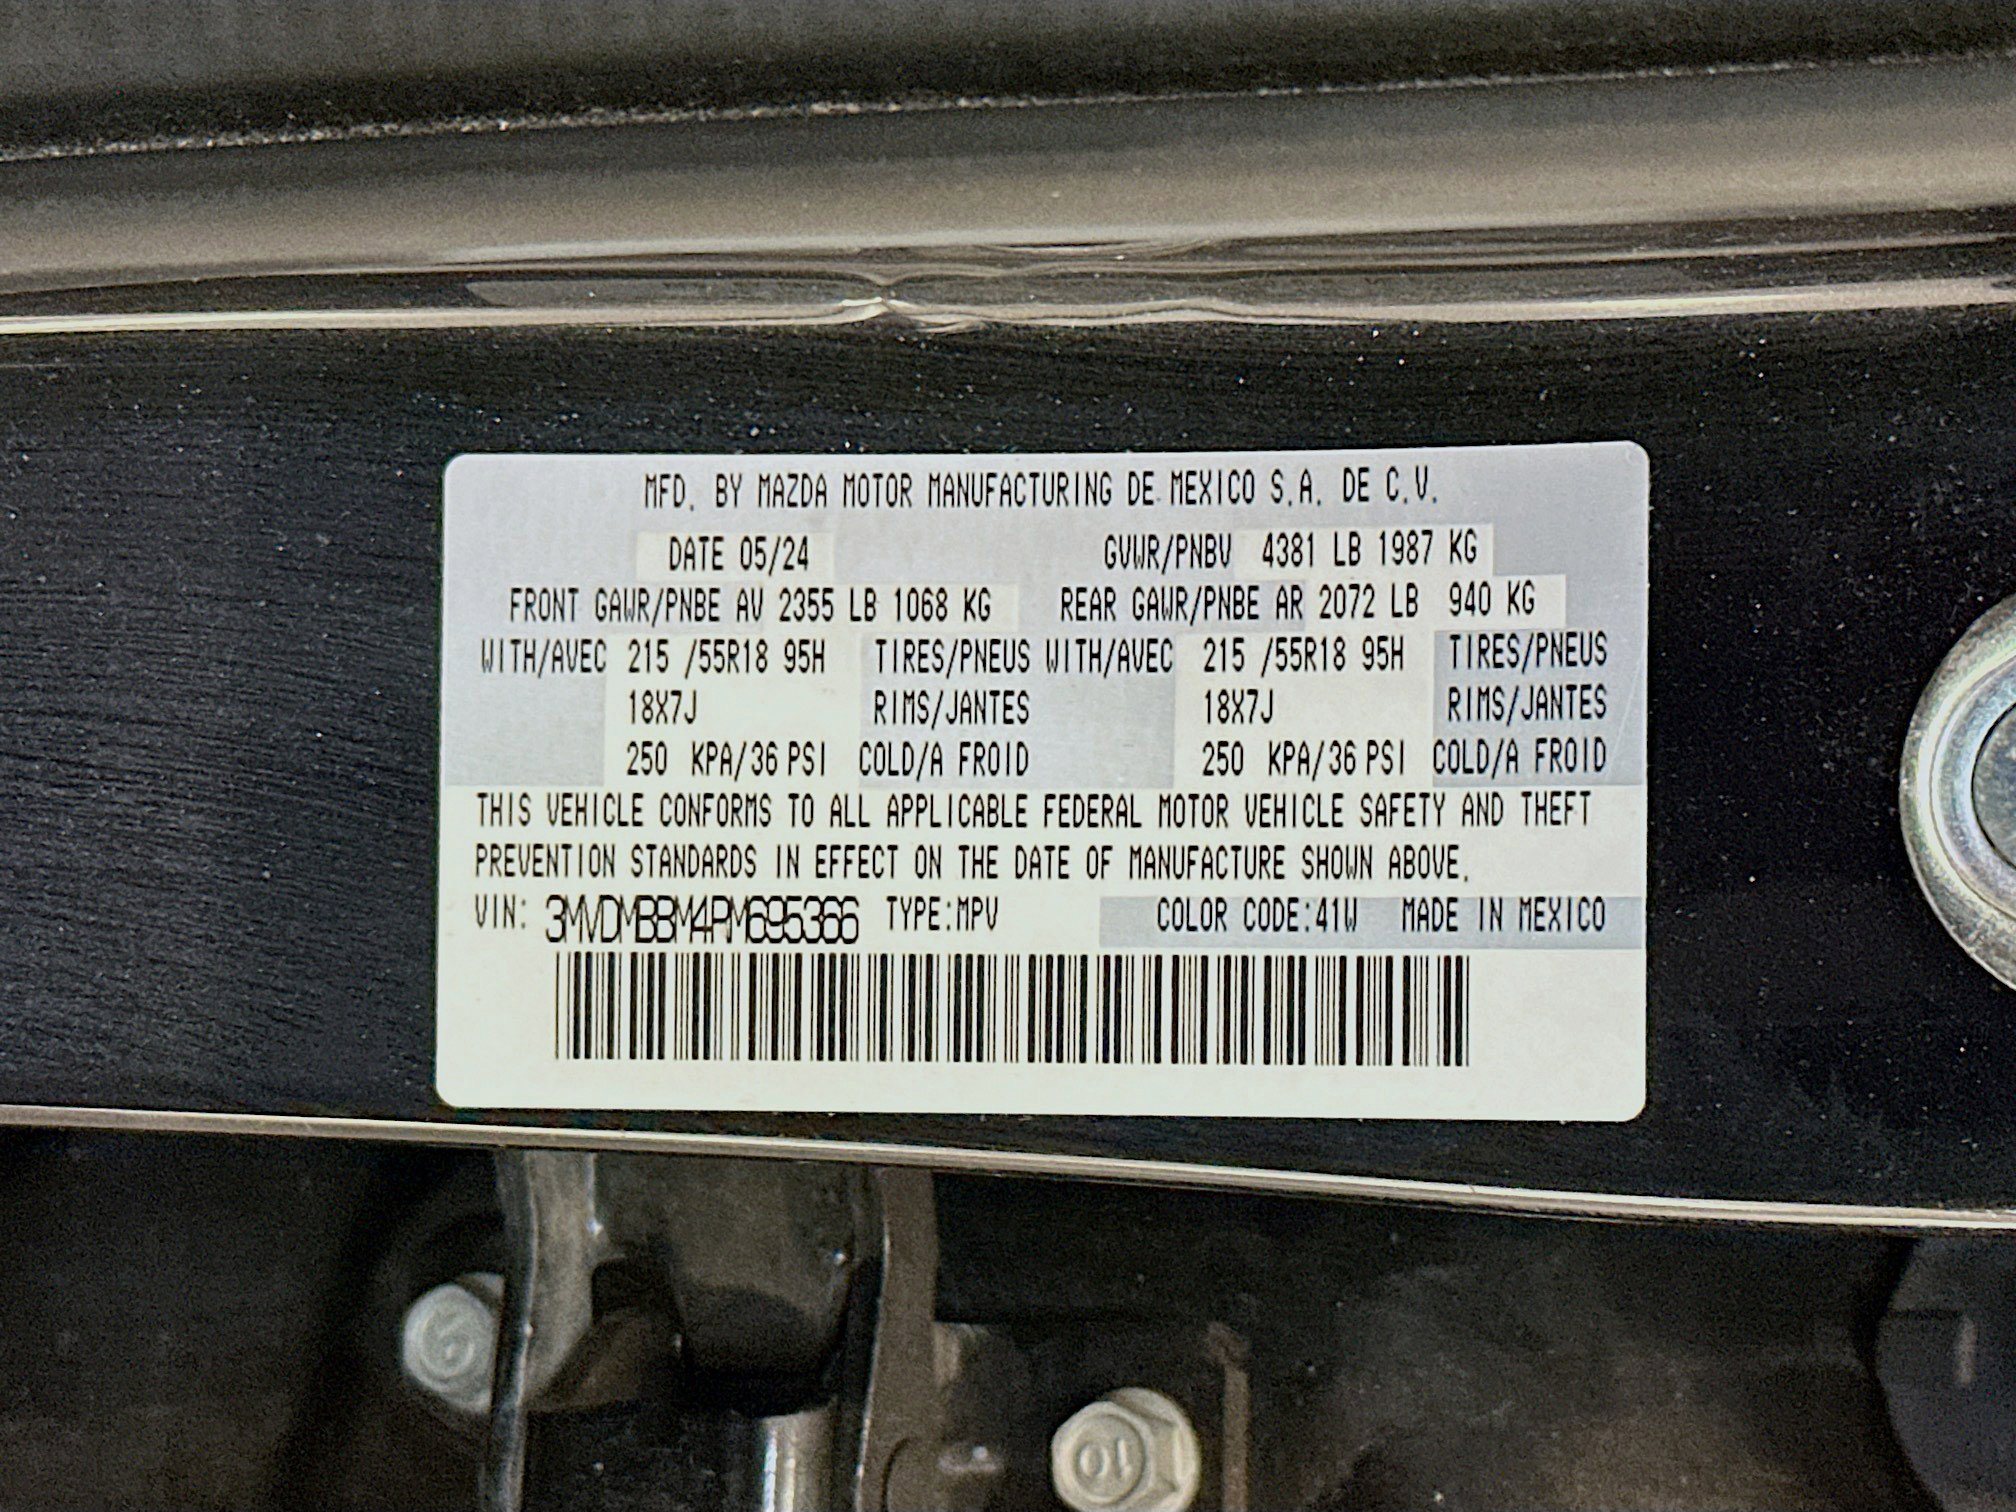 MFD. BY MAZDA MOTOR MANUFACTURING DE MEXICO S.A. DE C.V.
DATE 05/24 GVWR/PNBV 4381 LB 1987 KG
FRONT GAWR/PNBE AV 2355 LB 1068 KG REAR GAWR/PNBE AR 2072 LB 940 KG
WITH/AVEC 215 /55R18 95H TIRES/PNEUS WITH/AVEC 215 /55R18 95H TIRES/PNEUS
18X7J RIMS/JANTES 18X7J RIMS/JANTES
250 KPA/36 PSI COLD/A FROID 250 KPA/36 PSI COLD/A FROID
THIS VEHICLE CONFORMS TO ALL APPLICABLE FEDERAL MOTOR VEHICLE SAFETY AND THEFT
PREVENTION STANDARDS IN EFFECT ON THE DATE OF MANUFACTURE SHOWN ABOVE.
VIN: 3MVDMBBM4RM695366 TYPE:MPV COLOR CODE:41W MADE IN MEXICO
10